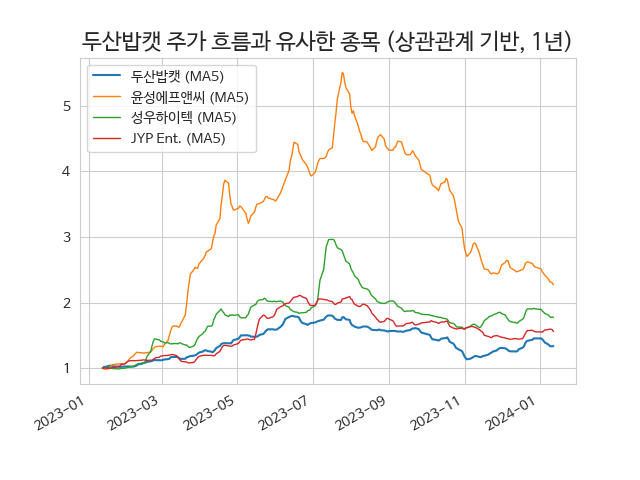 두산밥캣 주가 흐름과 유사한 종목 (상관관계 기반, 1년)
두산밥캣 (MA5)
윤성에프앤씨 (MA5)
성우하이텍 (MA5)
JYP Ent. (MA5)
5
4
3
2
1
2023-01
2023-03
2023-05
2023-07
2023-09
2023-11
2024-01